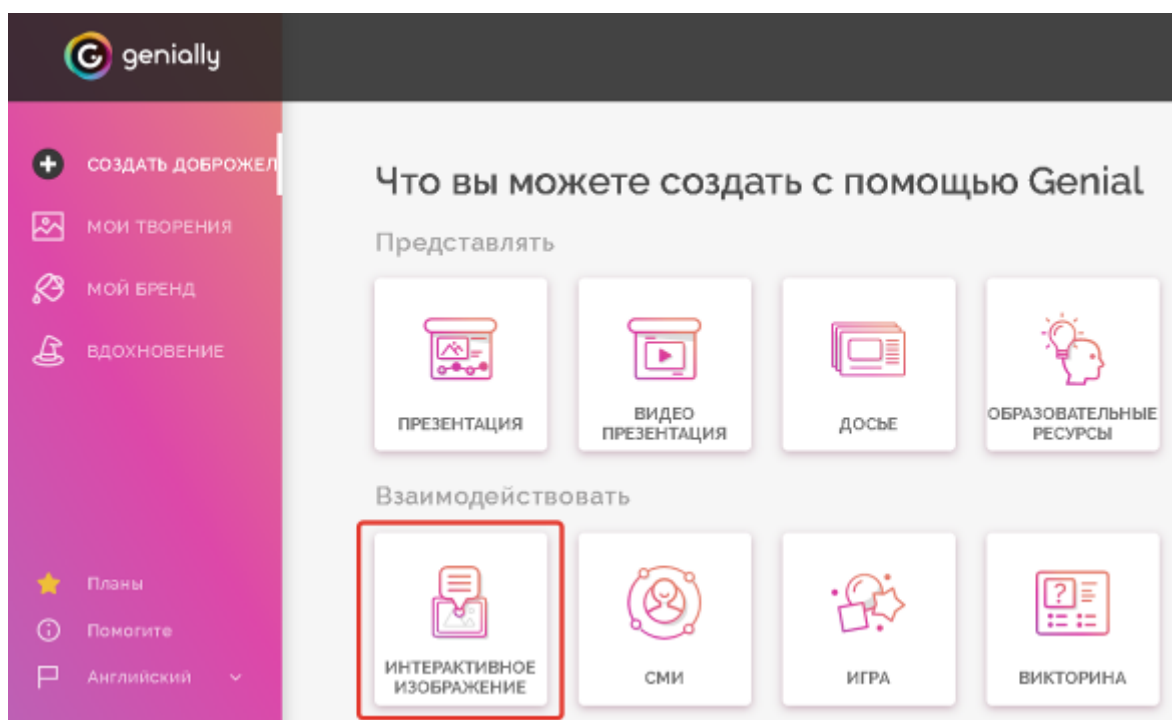 genially
СОЗДАТЬ ДОБРОЖЕЛ
МОИ ТВОРЕНИЯ
МОЙ БРЕНД
ВДОХНОВЕНИЕ
Планы
Помогите
Английский
Что вы можете создать с помощью Genial
Представлять
ПРЕЗЕНТАЦИЯ
ВИДЕО
ПРЕЗЕНТАЦИЯ
ДОСЬЕ
ОБРАЗОВАТЕЛЬНЫЕ
РЕСУРСЫ
Взаимодействовать
ИНТЕРАКТИВНОЕ
ИЗОБРАЖЕНИЕ
СМИ
ИГРА
ВИКТОРИНА